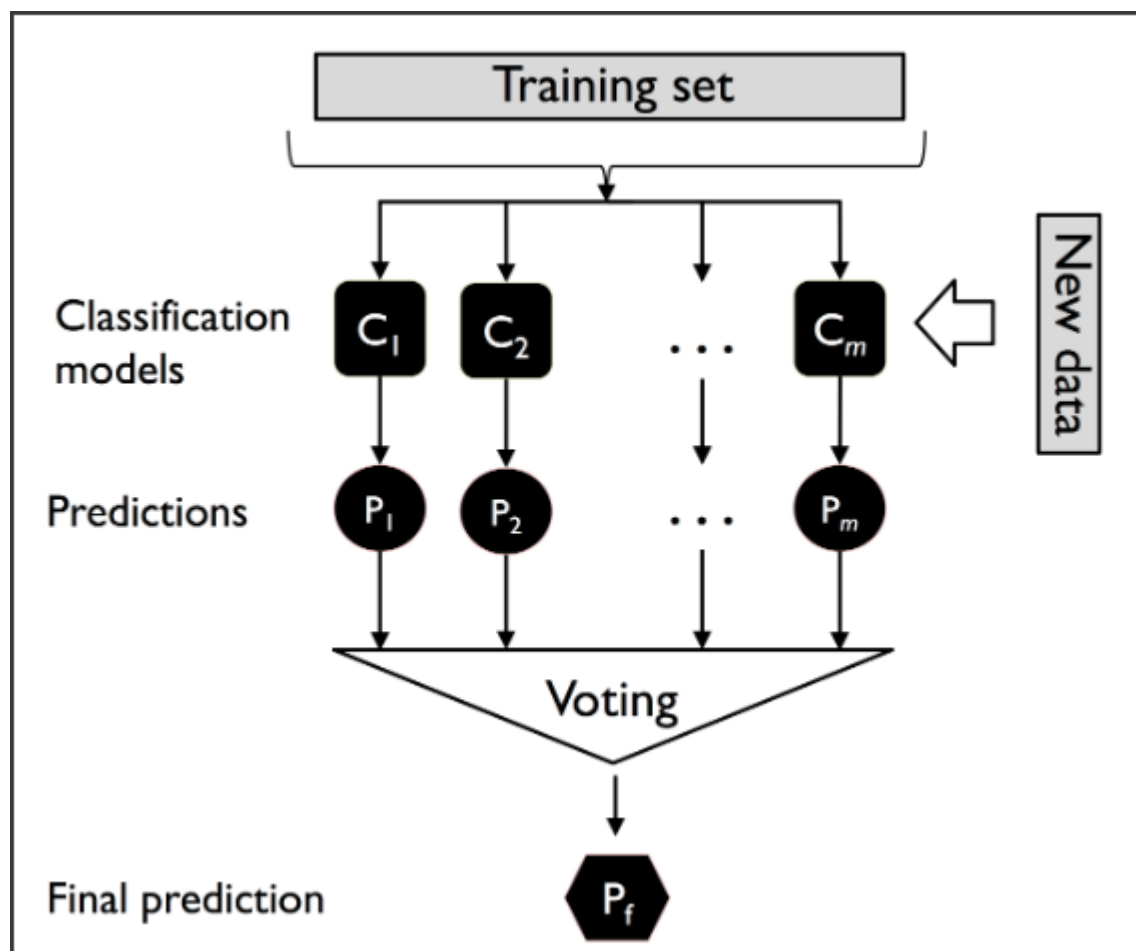 Training set
New data
Classification
models
C1
C2
. . .
Cm
Predictions
P1
P2
. . .
Pm
Voting
Final prediction
Pf